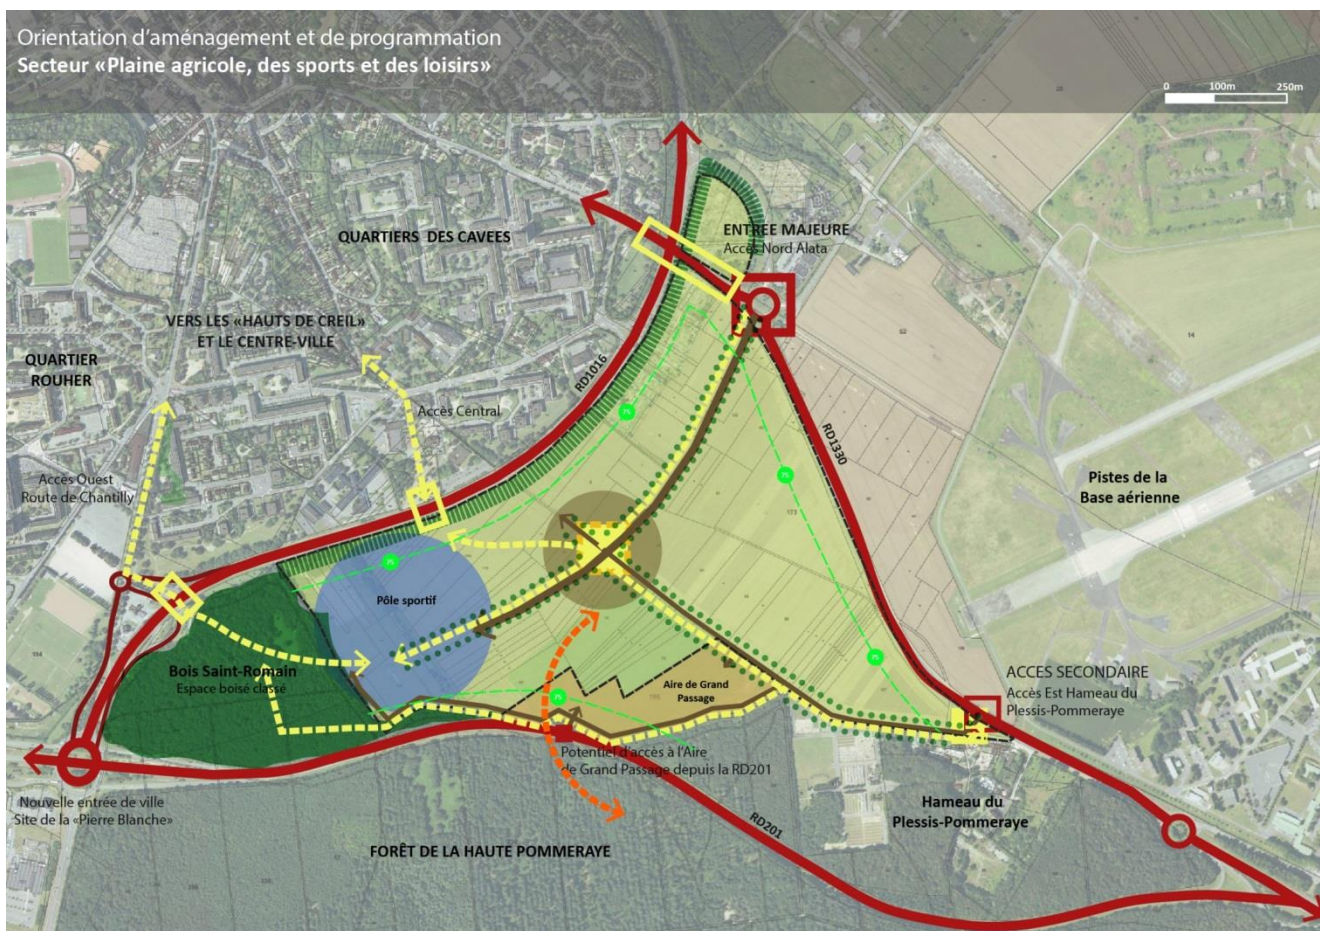 Orientation d'aménagement et de programmation
Secteur «Plaine agricole, des sports et des loisirs»
0 100m 250m
ENTREE MAJEURE
Accès Nord Alata
QUARTIERS DES CAVEES
VERS LES «HAUTS DE CREIL»
ET LE CENTRE-VILLE
QUARTIER
ROUHER
RD1016
Accès Central
RD1330
75
75
Accès Ouest
Route de Chantilly
Pistes de la
Base aérienne
75
Pôle sportif
75
Bois Saint-Romain
Espace boisé classé
Aire de Grand
Passage
75
ACCES SECONDAIRE
Accès Est Hameau du
Plessis-Pommeraye
Potentiel d'accès à l'Aire
de Grand Passage depuis la RD201
Nouvelle entrée de ville
Site de la «Pierre Blanche»
Hameau du
Plessis-Pommeraye
RD201
FORÊT DE LA HAUTE POMMERAYE